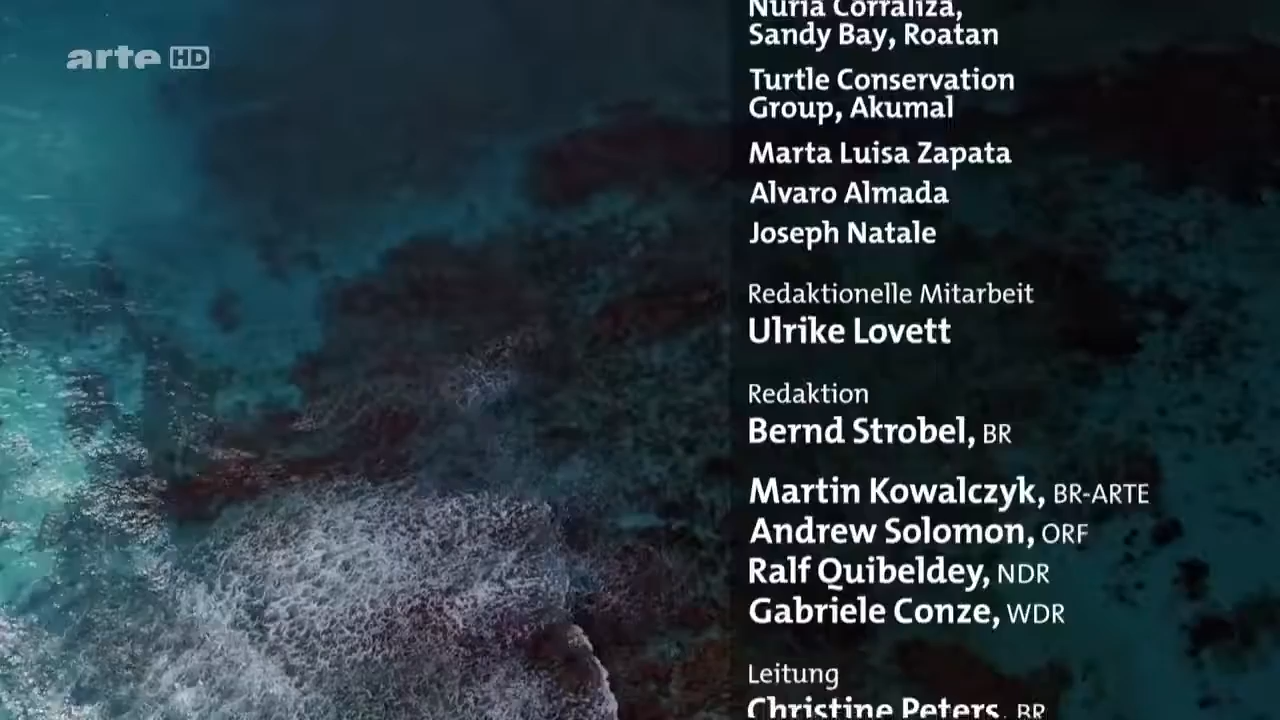 arte HD
Nuria Corraliza,
Sandy Bay, Roatan
Turtle Conservation
Group, Akumal
Marta Luisa Zapata
Alvaro Almada
Joseph Natale
Redaktionelle Mitarbeit
Ulrike Lovett
Redaktion
Bernd Strobel, BR
Martin Kowalczyk, BR-ARTE
Andrew Solomon, ORF
Ralf Quibeldey, NDR
Gabriele Conze, WDR
Leitung
Christine Peters, BR